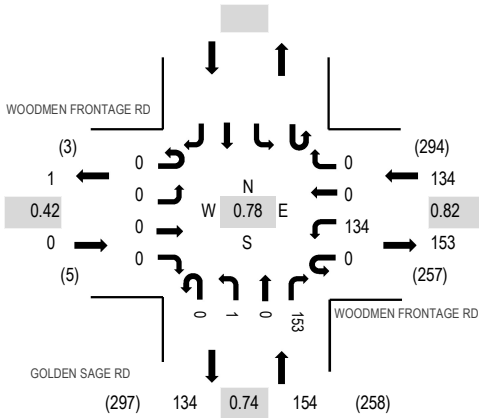 WOODMEN FRONTAGE RD
(3)
(294)
0
0
1
134
0
0
N
W
0.78
E
S
0.42
0.82
0
134
0
153
0
0
(5)
(257)
0
1
0
153
WOODMEN FRONTAGE RD
GOLDEN SAGE RD
(297) 134 0.74 154 (258)